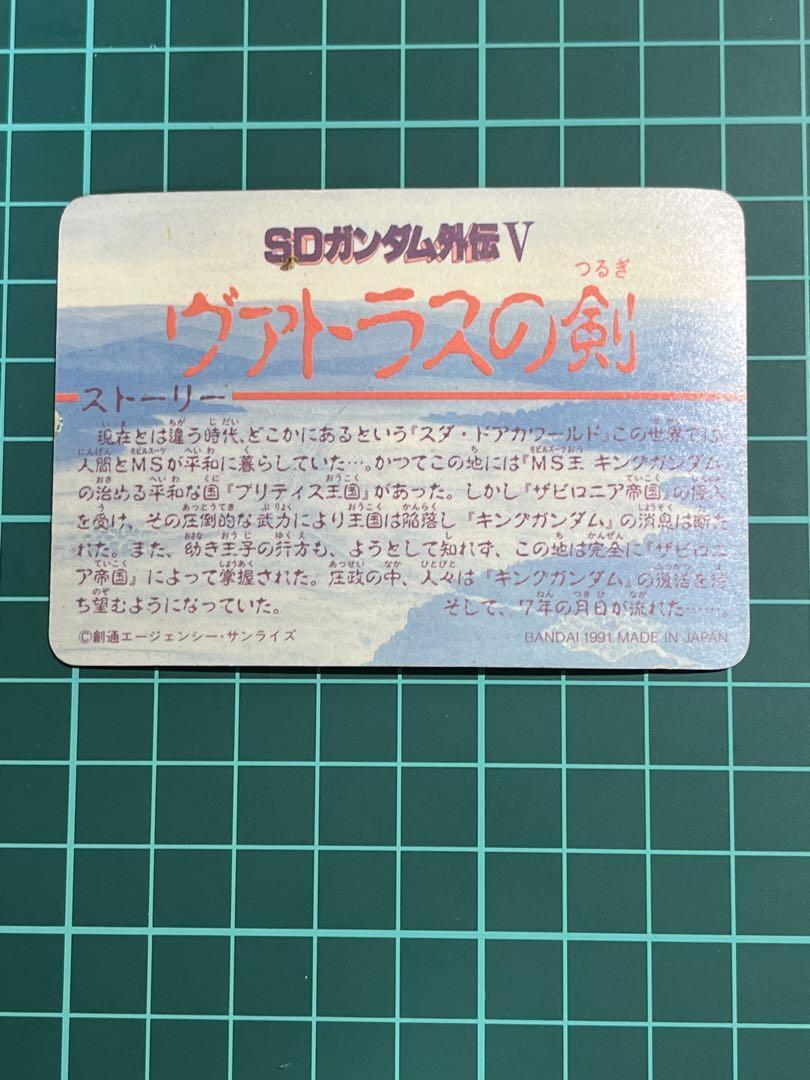 SDガンダム外伝 V
つるぎ
ヴァトラスの剣
ストーリー
現在とは違う時代、どこかにあるという『スダ・ドアカワールド』この世界では
人間とMSが平和に暮らしていた…。かつてこの地には『MS王 キングガンダム』
の治める平和な国『ブリティス王国』があった。しかし『ザビロニア帝国』の侵入
を受け、その圧倒的な武力により王国は陥落し『キングガンダム』の消息は断た
れた。また、幼き王子の行方も、ようとして知れず、この地は完全に『ザビロニ
ア帝国』によって掌握された。圧政の中、人々は『キングガンダム』の復活を待
ち望むようになっていた。 そして、7年の月日が流れた……。
©創通エージェンシー・サンライズ BANDAI 1991 MADE IN JAPAN